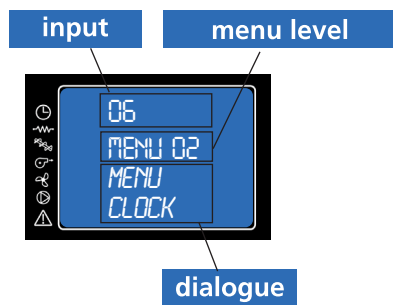 input
menu level
06
MENU 02
MENU
CLOCK
dialogue